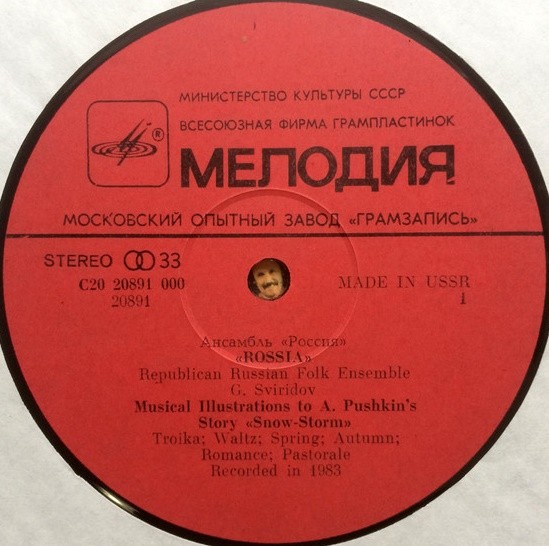 МИНИСТЕРСТВО КУЛЬТУРЫ СССР
ВСЕСОЮЗНАЯ ФИРМА ГРАМПЛАСТИНОК
®
МЕЛОДИЯ
МОСКОВСКИЙ ОПЫТНЫЙ ЗАВОД «ГРАМЗАПИСЬ»
STEREO 33
С20 20891 000
20891
MADE IN USSR
1
Ансамбль «Россия»
«ROSSIA»
Republican Russian Folk Ensemble
G. Sviridov
Musical Illustrations to A. Pushkin's
Story «Snow-Storm»
Troika; Waltz; Spring; Autumn;
Romance; Pastorale
Recorded in 1983